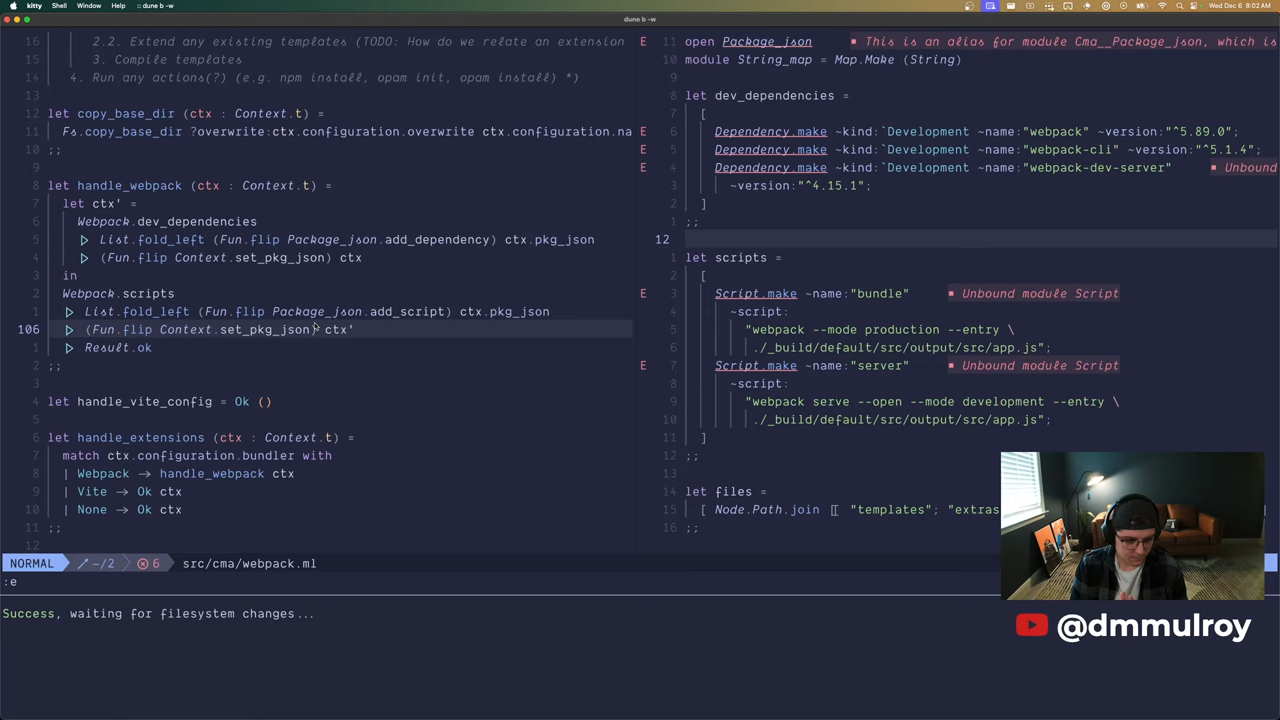 kitty Shell Window Help :: dune b -w
Wed Dec 6 8:02 AM
dune b -w
16 2.2. Extend any existing templates (TODO: How do we relate an extension
15 3. Compile templates
14 4. Run any actions(?) (e.g. npm install, opam init, opam install) *)
13
12 let copy_base_dir (ctx : Context.t) =
11 Fs.copy_base_dir ?overwrite:ctx.configuration.overwrite ctx.configuration.na
10 ;;
9
8 let handle_webpack (ctx : Context.t) =
7 let ctx' =
6 Webpack.dev_dependencies
5 ▷ List.fold_left (Fun.flip Package_json.add_dependency) ctx.pkg_json
4 ▷ (Fun.flip Context.set_pkg_json) ctx
3 in
2 Webpack.scripts
1 ▷ List.fold_left (Fun.flip Package_json.add_script) ctx.pkg_json
106 ▷ (Fun.flip Context.set_pkg_json) ctx'
1 ▷ Result.ok
2 ;;
3
4 let handle_vite_config = Ok ()
5
6 let handle_extensions (ctx : Context.t) =
7 match ctx.configuration.bundler with
8 | Webpack → handle_webpack ctx
9 | Vite → Ok ctx
10 | None → Ok ctx
11 ;;
12
E 11 open Package_json ▪ This is an alias for module Cma__Package_json, which is
10 module String_map = Map.Make (String)
9
8 let dev_dependencies =
7 [
E 6 Dependency.make ~kind:`Development ~name:"webpack" ~version:"^5.89.0";
E 5 Dependency.make ~kind:`Development ~name:"webpack-cli" ~version:"^5.1.4";
E 4 Dependency.make ~kind:`Development ~name:"webpack-dev-server" ▪ Unbound
3 ~version:"^4.15.1";
2 ]
1 ;;
12
1 let scripts =
2 [
E 3 Script.make ~name:"bundle" ▪ Unbound module Script
4 ~script:
5 "webpack --mode production --entry \
6 ./_build/default/src/output/src/app.js";
E 7 Script.make ~name:"server" ▪ Unbound module Script
8 ~script:
9 "webpack serve --open --mode development --entry \
10 ./_build/default/src/output/src/app.js";
11 ]
12 ;;
13
14 let files =
15 [ Node.Path.join [| "templates"; "extras
16 ;;
NORMAL –/2 6 src/cma/webpack.ml
:e
Success, waiting for filesystem changes...
@dmmulroy